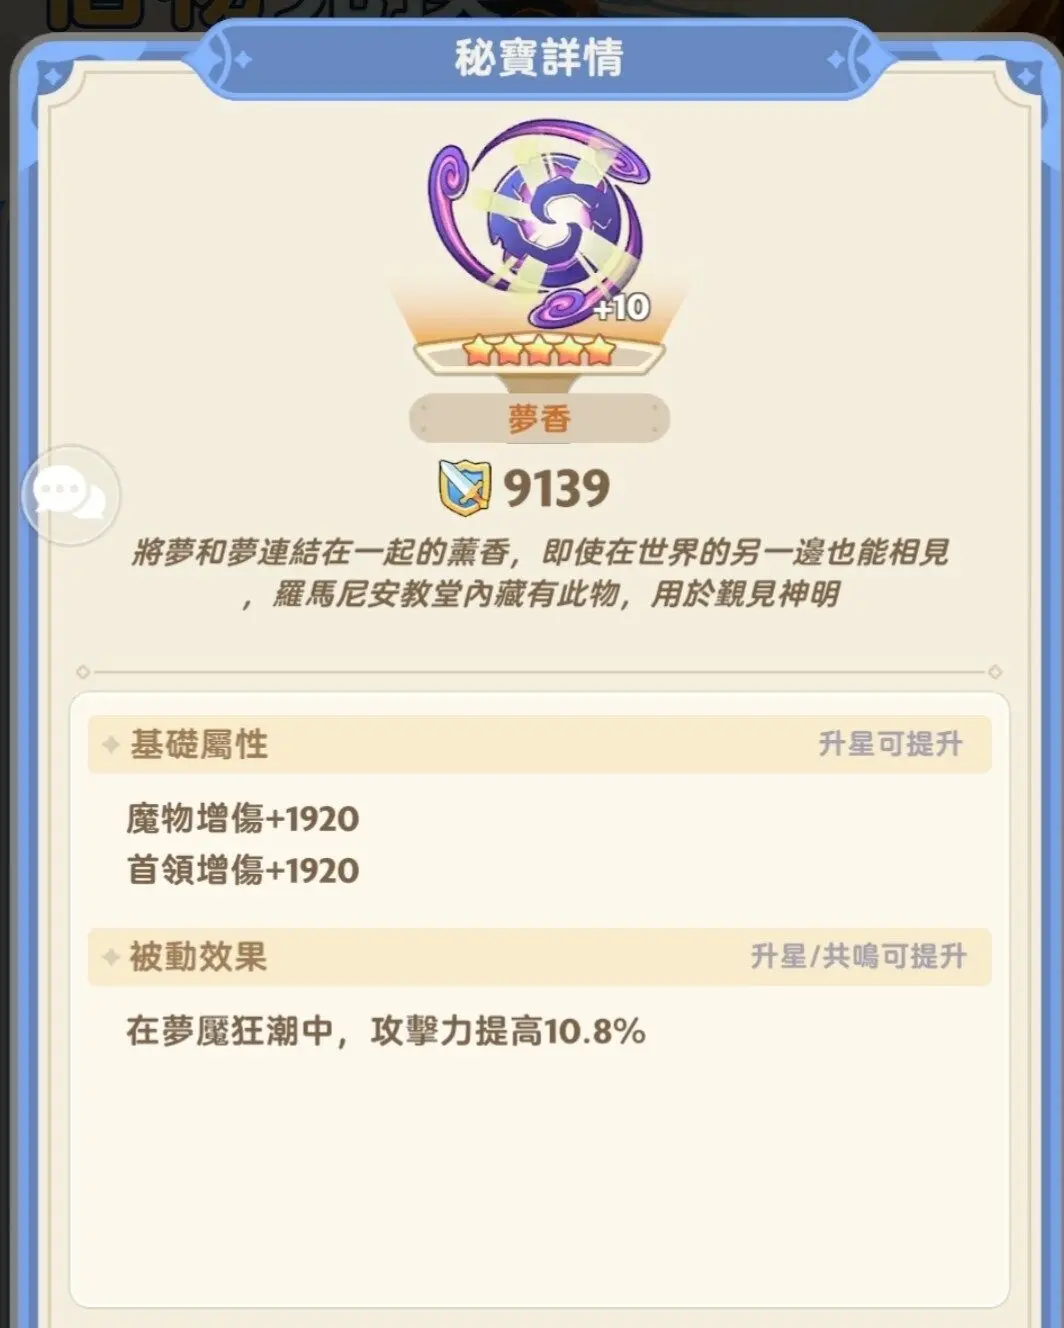 秘寶詳情
+10
夢香
9139
將夢和夢連結在一起的薰香，即使在世界的另一邊也能相見
，羅馬尼安教堂內藏有此物，用於覲見神明
基礎屬性
升星可提升
魔物增傷+1920
首領增傷+1920
被動效果
升星/共鳴可提升
在夢魘狂潮中，攻擊力提高10.8%